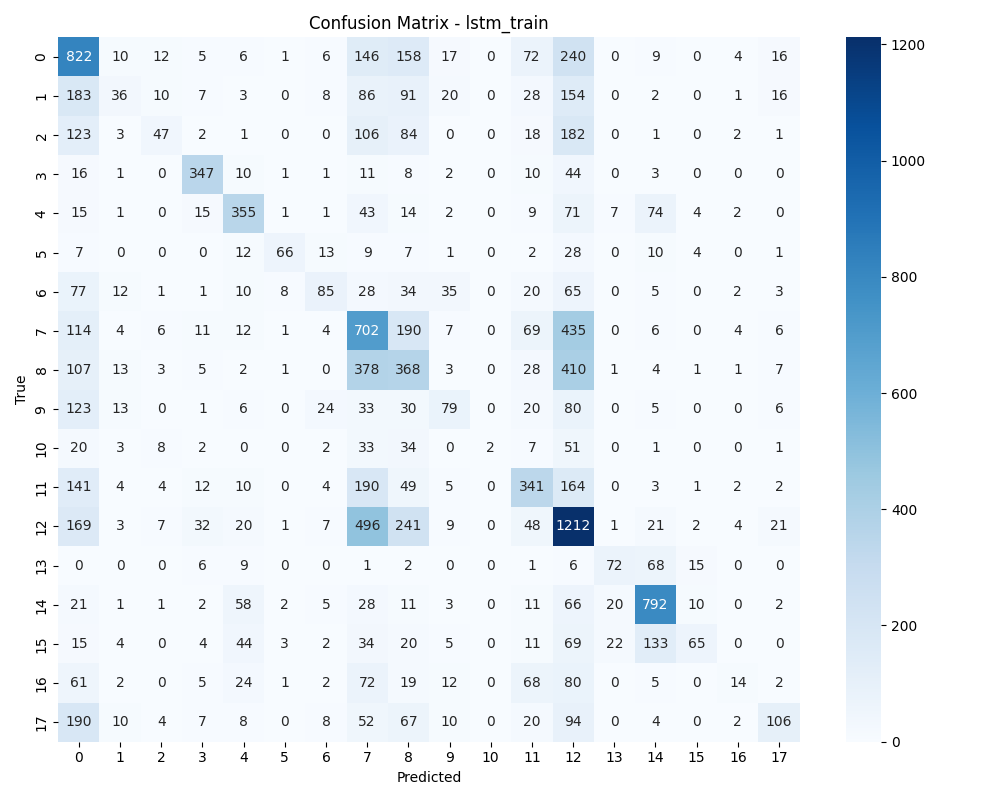 Confusion Matrix - lstm_train
0 822 10 12 5 6 1 6 146 158 17 0 72 240 0 9 0 4 16
1 183 36 10 7 3 0 8 86 91 20 0 28 154 0 2 0 1 16
2 123 3 47 2 1 0 0 106 84 0 0 18 182 0 1 0 2 1
3 16 1 0 347 10 1 1 11 8 2 0 10 44 0 3 0 0 0
4 15 1 0 15 355 1 1 43 14 2 0 9 71 7 74 4 2 0
5 7 0 0 0 12 66 13 9 7 1 0 2 28 0 10 4 0 1
6 77 12 1 1 10 8 85 28 34 35 0 20 65 0 5 0 2 3
7 114 4 6 11 12 1 4 702 190 7 0 69 435 0 6 0 4 6
8 107 13 3 5 2 1 0 378 368 3 0 28 410 1 4 1 1 7
9 123 13 0 1 6 0 24 33 30 79 0 20 80 0 5 0 0 6
10 20 3 8 2 0 0 2 33 34 0 2 7 51 0 1 0 0 1
11 141 4 4 12 10 0 4 190 49 5 0 341 164 0 3 1 2 2
12 169 3 7 32 20 1 7 496 241 9 0 48 1212 1 21 2 4 21
13 0 0 0 6 9 0 0 1 2 0 0 1 6 72 68 15 0 0
14 21 1 1 2 58 2 5 28 11 3 0 11 66 20 792 10 0 2
15 15 4 0 4 44 3 2 34 20 5 0 11 69 22 133 65 0 0
16 61 2 0 5 24 1 2 72 19 12 0 68 80 0 5 0 14 2
17 190 10 4 7 8 0 8 52 67 10 0 20 94 0 4 0 2 106
0 1 2 3 4 5 6 7 8 9 10 11 12 13 14 15 16 17
Predicted
True
1200
1000
800
600
400
200
0